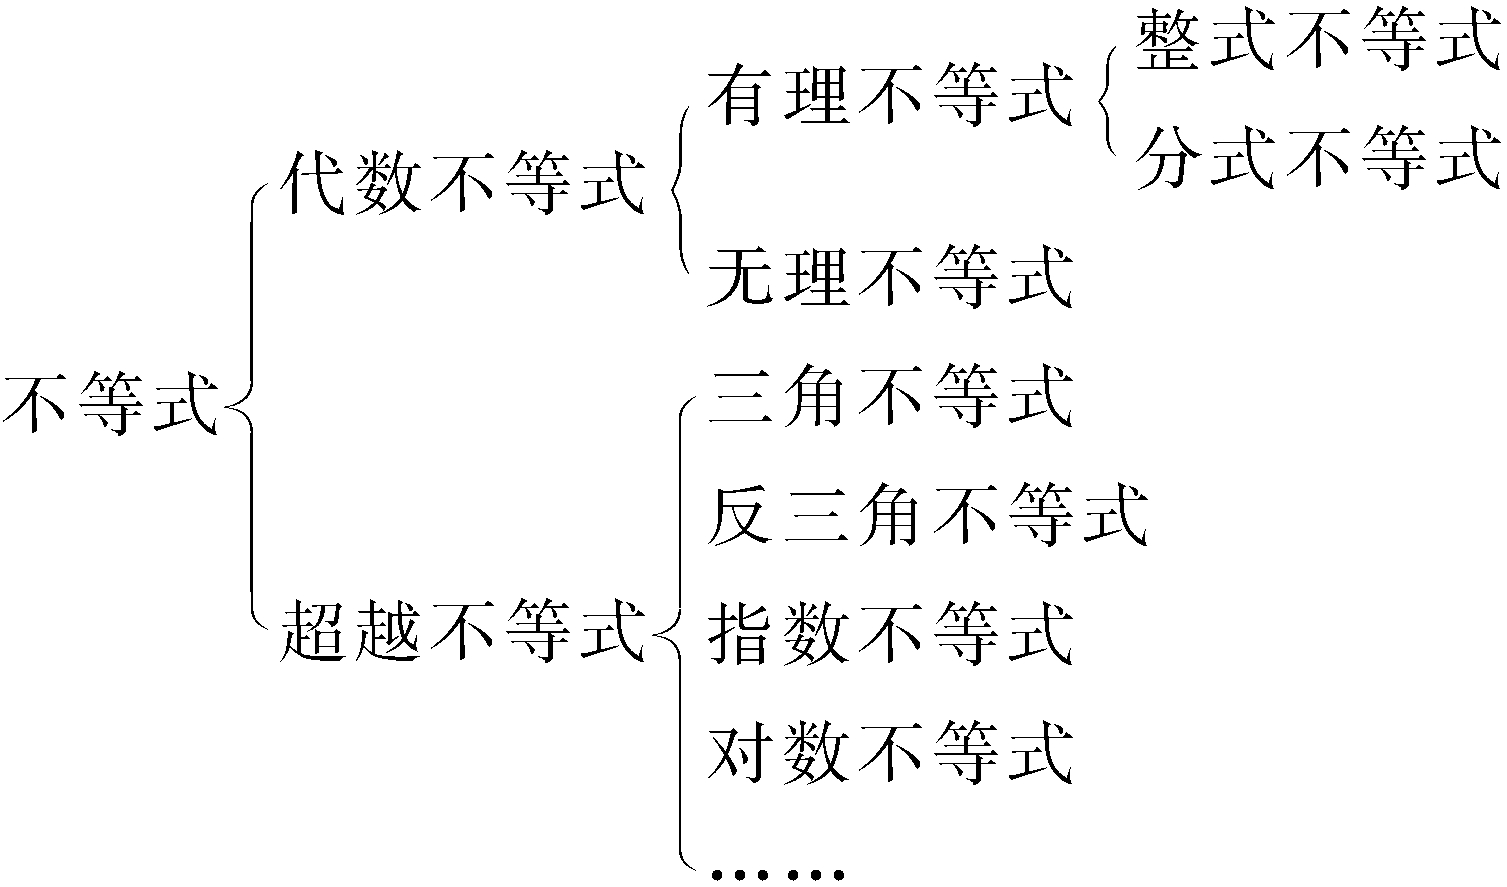 整式不等式
有理不等式
分式不等式
代数不等式
无理不等式
不等式
三角不等式
反三角不等式
超越不等式
指数不等式
对数不等式
……